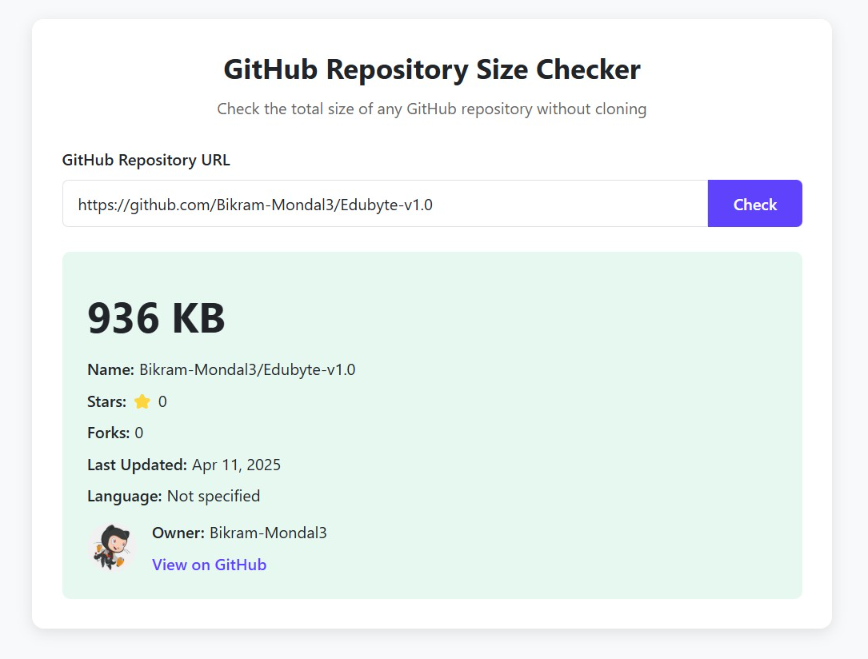 GitHub Repository Size Checker
Check the total size of any GitHub repository without cloning
GitHub Repository URL
https://github.com/Bikram-Mondal3/Edubyte-v1.0
Check
936 KB
Name: Bikram-Mondal3/Edubyte-v1.0
Stars: ⭐ 0
Forks: 0
Last Updated: Apr 11, 2025
Language: Not specified
Owner: Bikram-Mondal3
View on GitHub